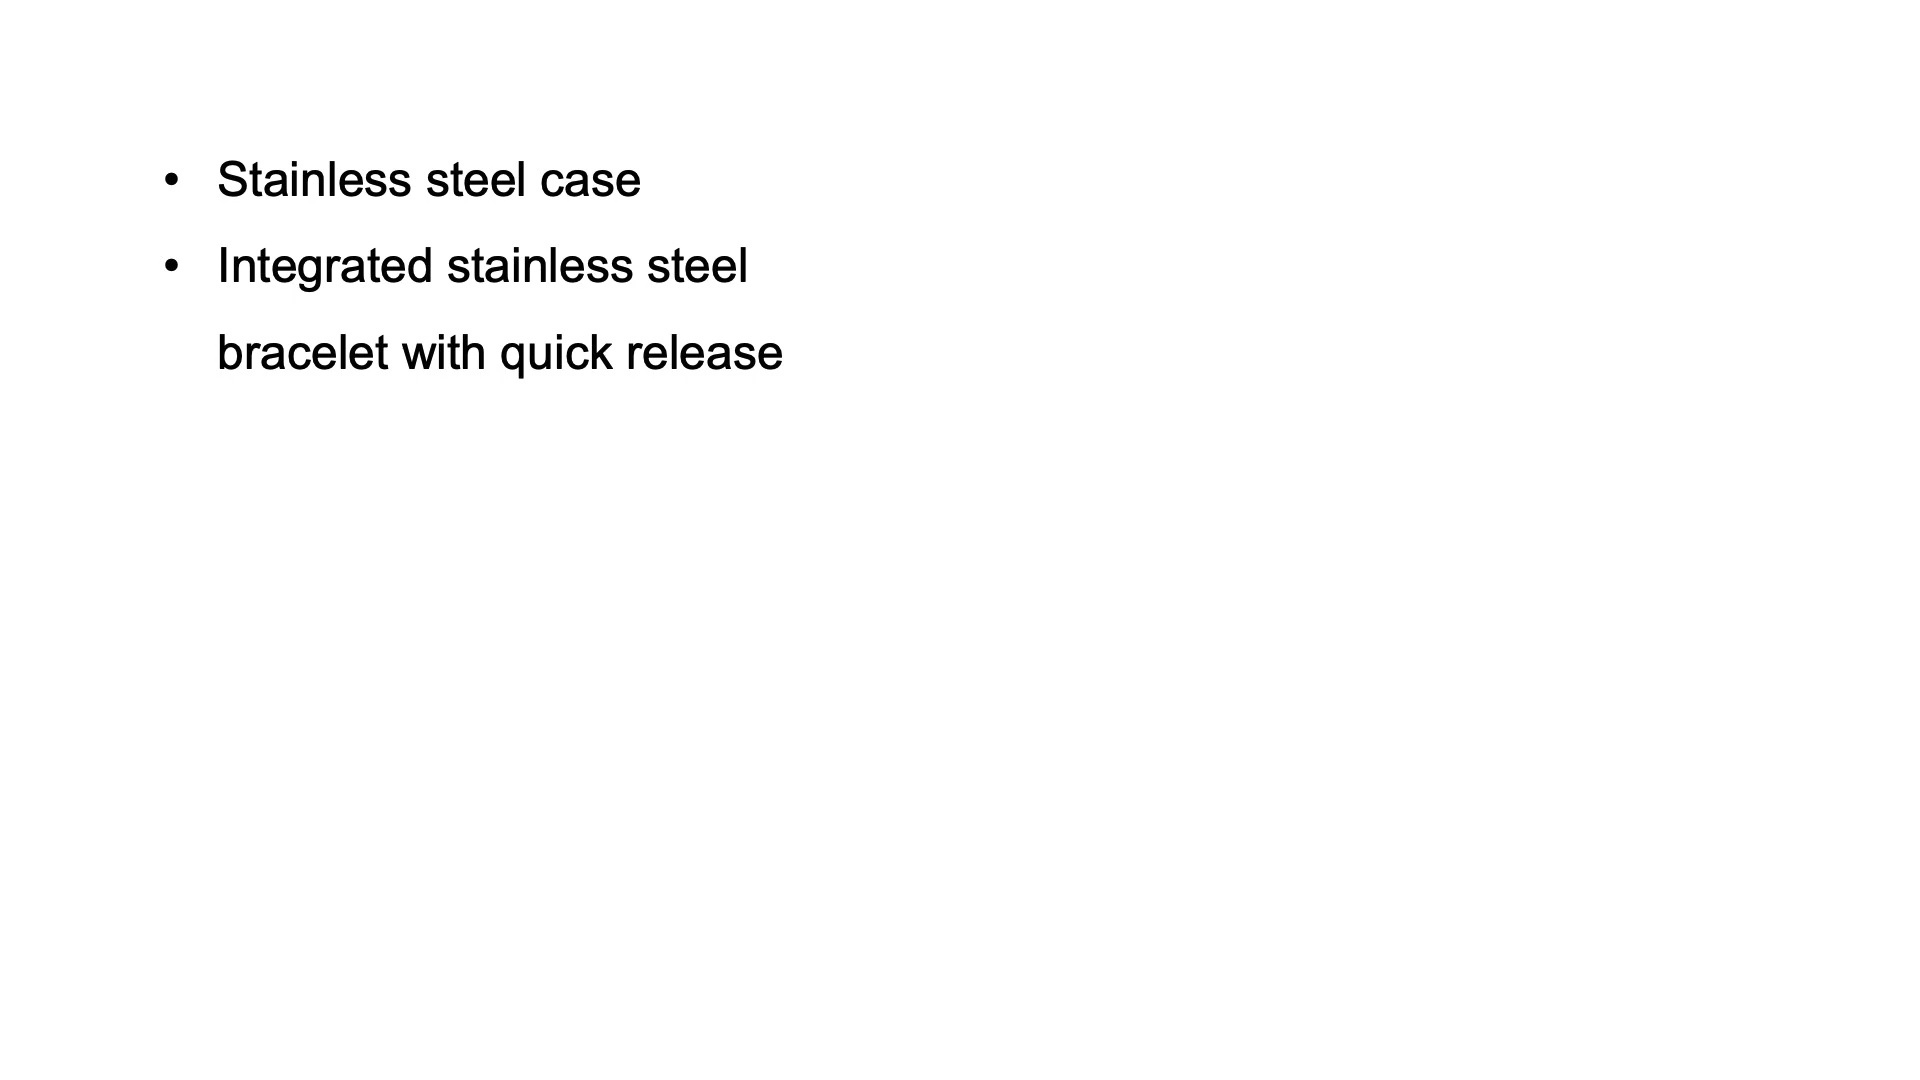 • Stainless steel case
• Integrated stainless steel
bracelet with quick release